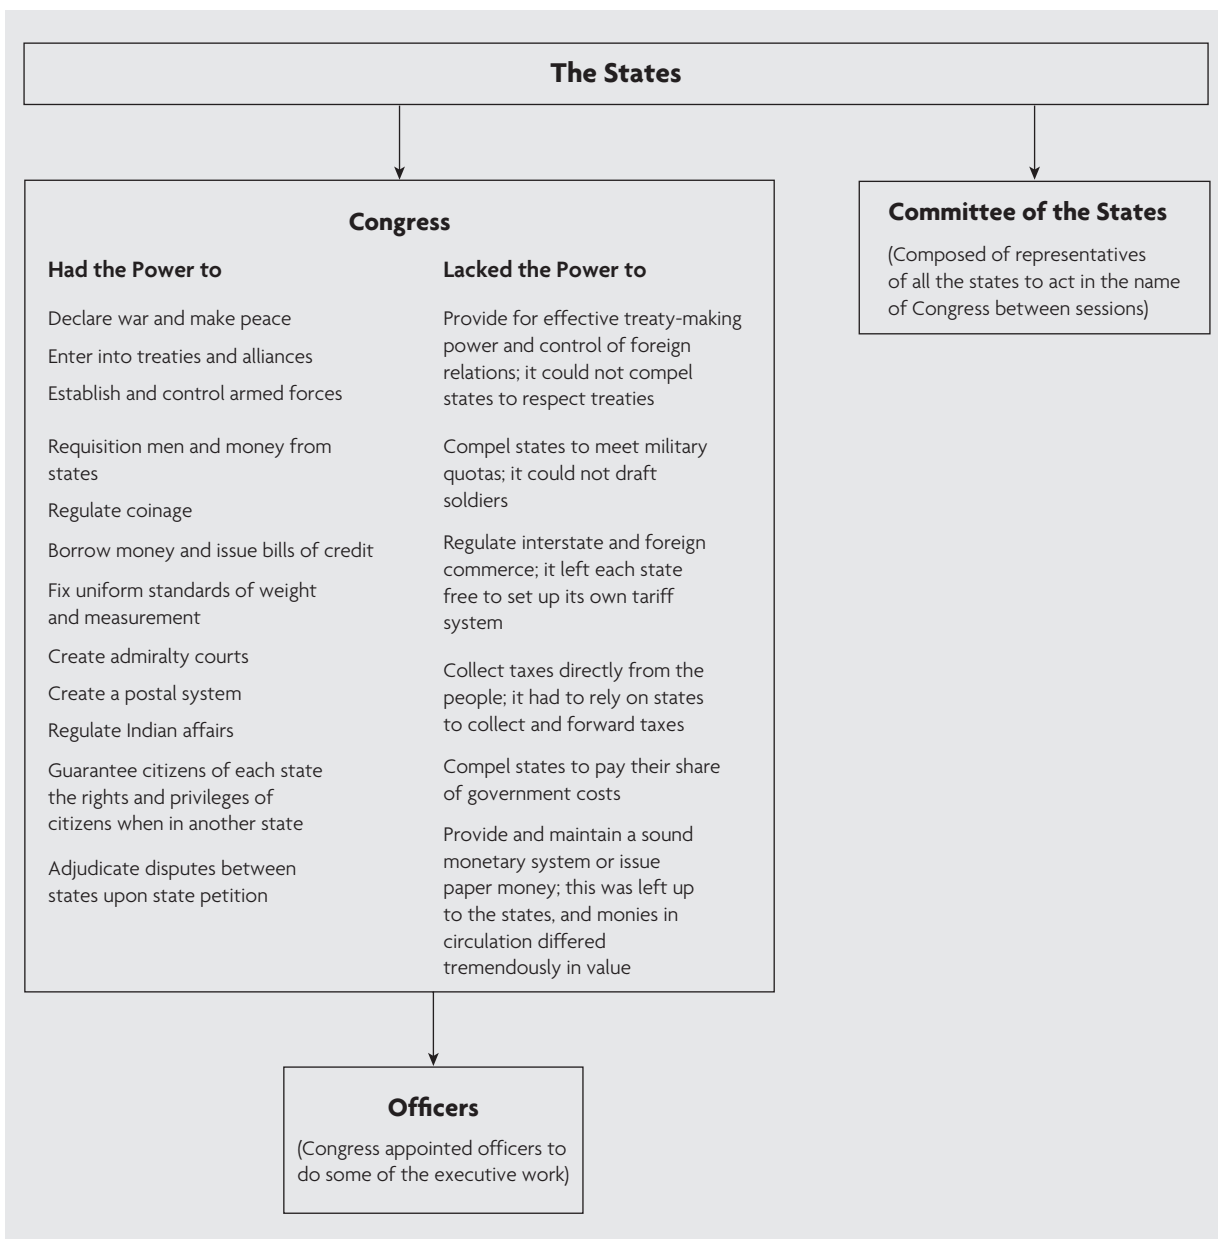 The States
Congress
Had the Power to
Declare war and make peace
Enter into treaties and alliances
Establish and control armed forces
Requisition men and money from
states
Regulate coinage
Borrow money and issue bills of credit
Fix uniform standards of weight
and measurement
Create admiralty courts
Create a postal system
Regulate Indian affairs
Guarantee citizens of each state
the rights and privileges of
citizens when in another state
Adjudicate disputes between
states upon state petition
Lacked the Power to
Provide for effective treaty-making
power and control of foreign
relations; it could not compel
states to respect treaties
Compel states to meet military
quotas; it could not draft
soldiers
Regulate interstate and foreign
commerce; it left each state
free to set up its own tariff
system
Collect taxes directly from the
people; it had to rely on states
to collect and forward taxes
Compel states to pay their share
of government costs
Provide and maintain a sound
monetary system or issue
paper money; this was left up
to the states, and monies in
circulation differed
tremendously in value
Committee of the States
(Composed of representatives
of all the states to act in the name
of Congress between sessions)
Officers
(Congress appointed officers to
do some of the executive work)